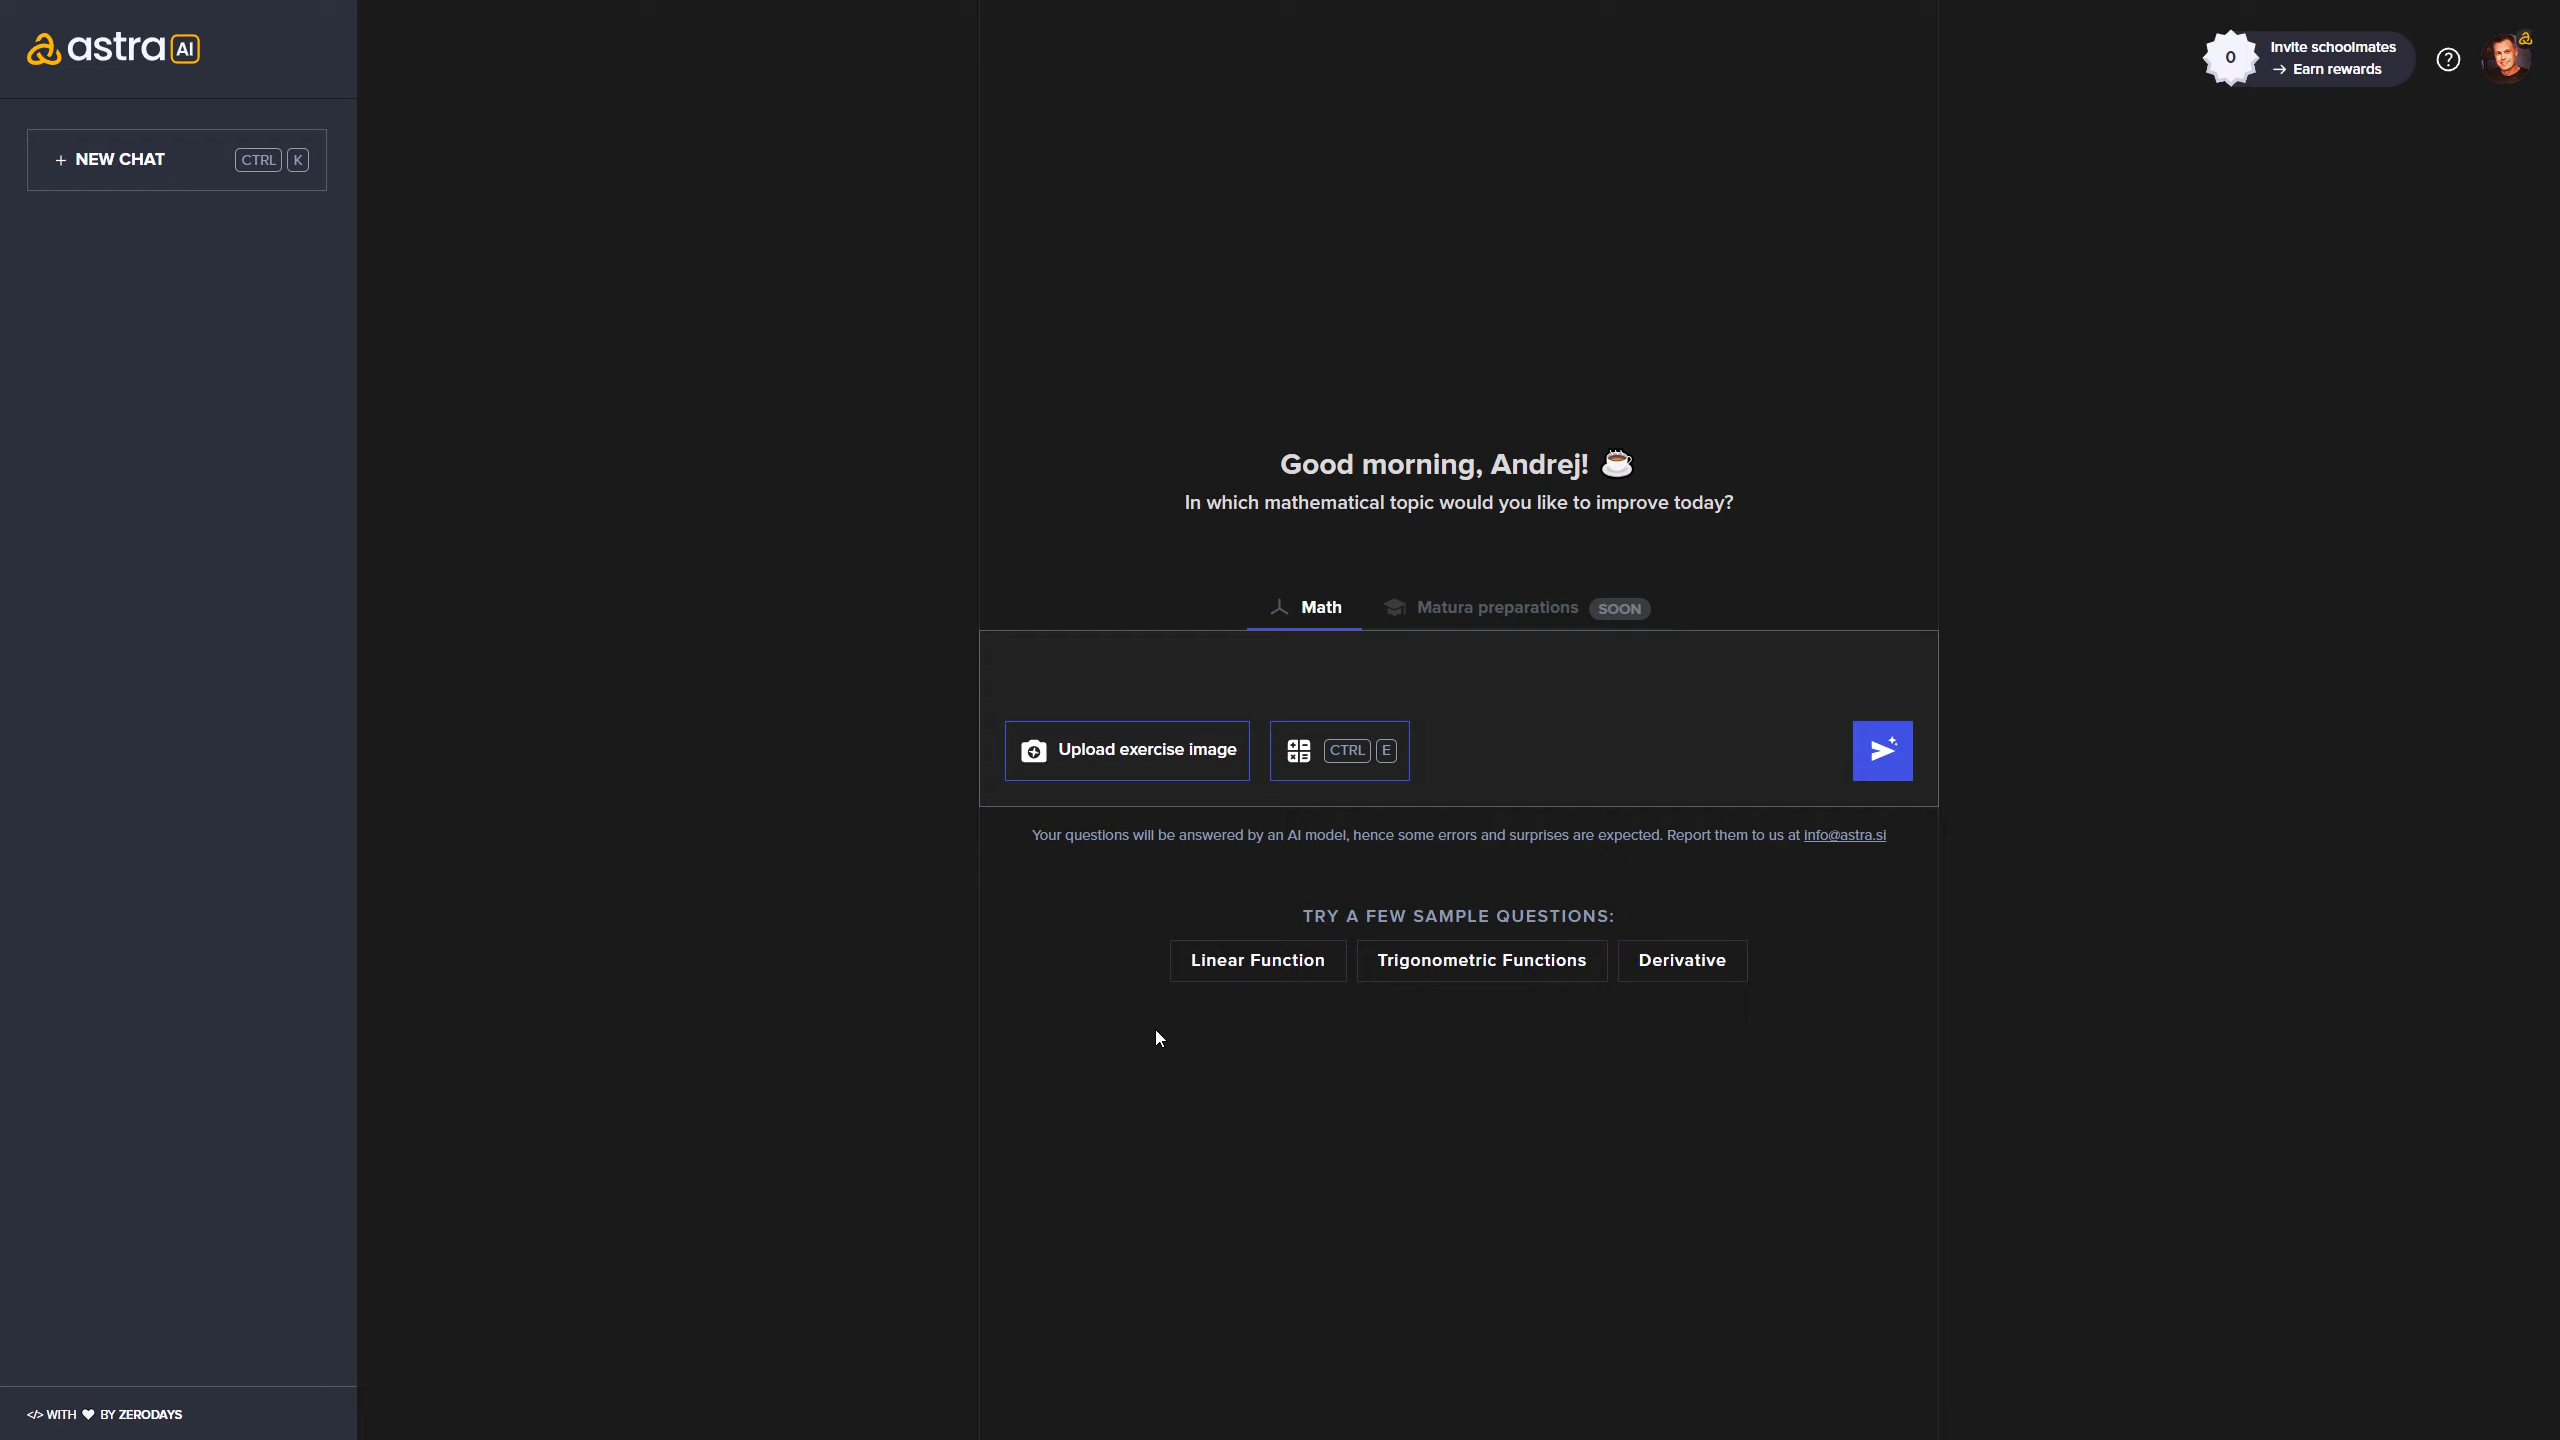 astra AI
+ NEW CHAT CTRL K
0
Invite schoolmates
→ Earn rewards
?
Good morning, Andrej! ☕
In which mathematical topic would you like to improve today?
Math
Matura preparations SOON
Upload exercise image
CTRL E
Your questions will be answered by an AI model, hence some errors and surprises are expected. Report them to us at info@astra.si
TRY A FEW SAMPLE QUESTIONS:
Linear Function
Trigonometric Functions
Derivative
</> WITH ♥ BY ZERODAYS